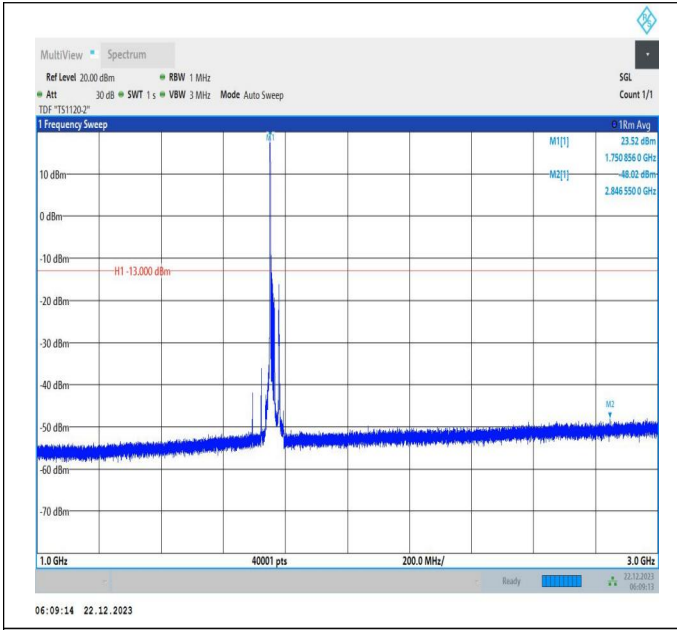 R S
MultiView Spectrum
Ref Level 20.00 dBm RBW 1 MHz SGL
Att 30 dB SWT 1 s VBW 3 MHz Mode Auto Sweep Count 1/1
TDF "TS1120-2"
1 Frequency Sweep 1Rm Avg
M1 M1[1] 23.52 dBm
1.750 856 0 GHz
10 dBm M2[1] -48.02 dBm
2.846 550 0 GHz
0 dBm
-10 dBm
H1 -13.000 dBm
-20 dBm
-30 dBm
-40 dBm
M2
-50 dBm
-60 dBm
-70 dBm
1.0 GHz 40001 pts 200.0 MHz/ 3.0 GHz
Ready 22.12.2023
06:09:13
06:09:14 22.12.2023